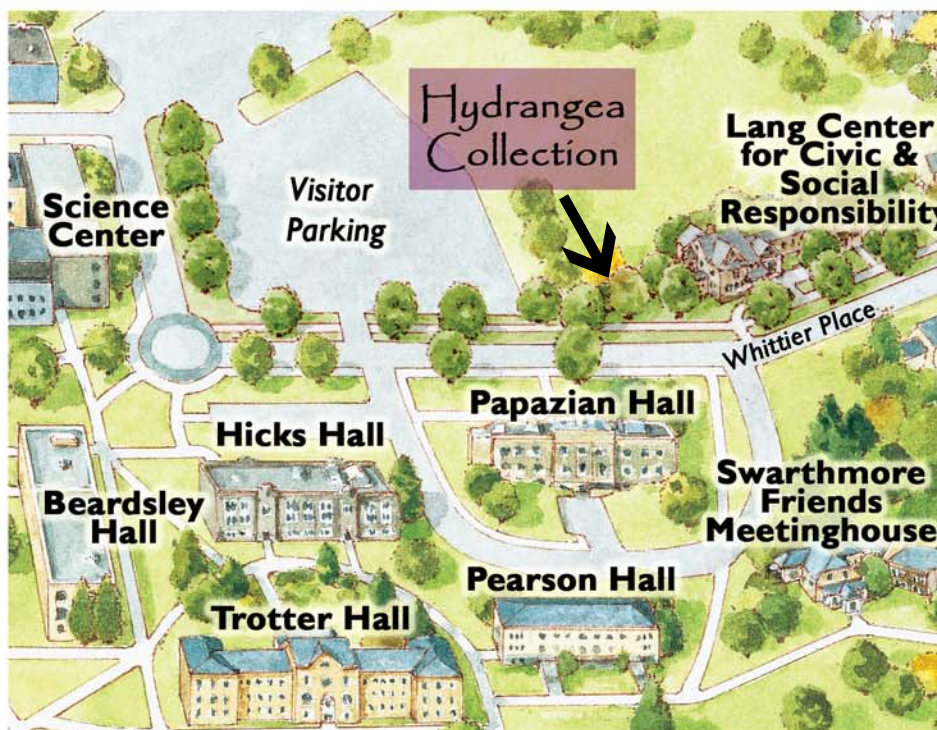 Hydrangea
Collection
Lang Center
for Civic &
Social
Responsibility
Science
Center
Visitor
Parking
Whittier Place
Papazian Hall
Hicks Hall
Beardsley
Hall
Swarthmore
Friends
Meetinghouse
Pearson Hall
Trotter Hall